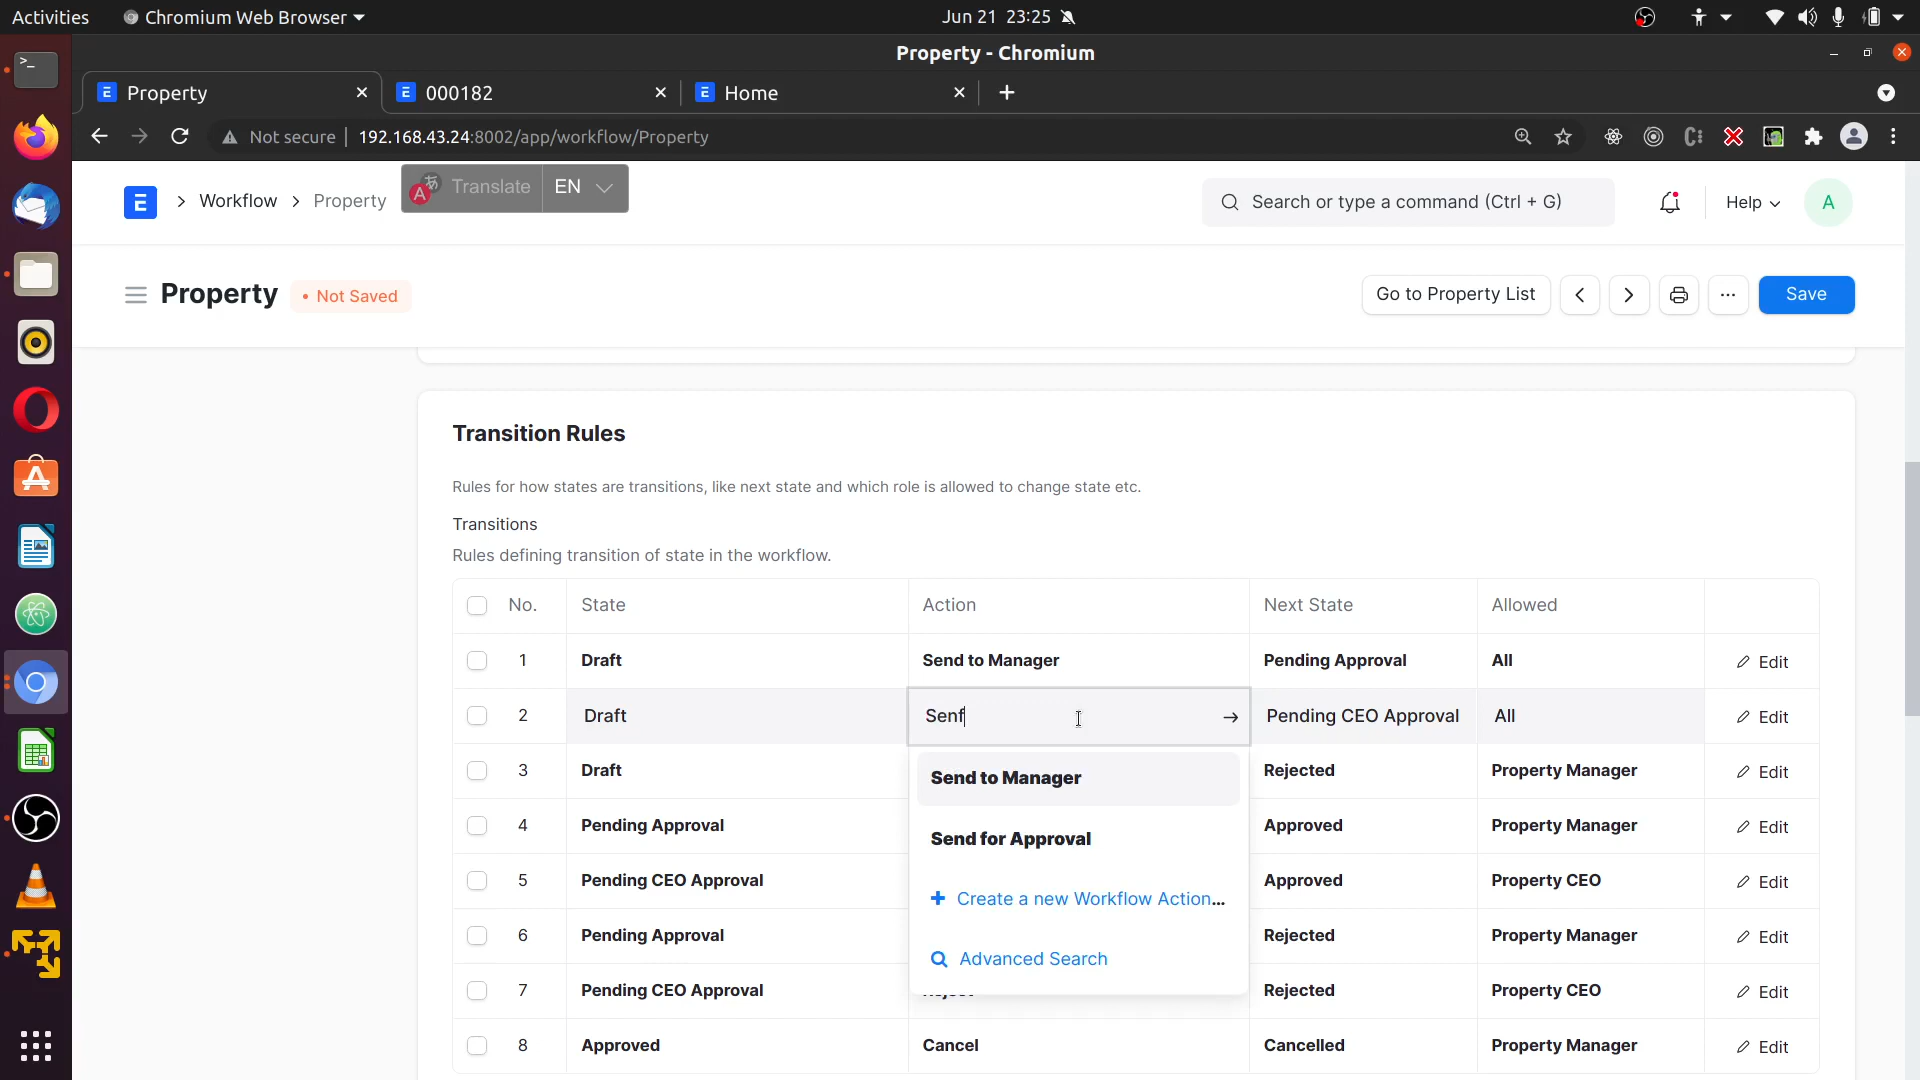 Activities Chromium Web Browser Jun 21 23:25
Property - Chromium
Property 000182 Home
Not secure 192.168.43.24:8002/app/workflow/Property
Workflow Property Translate EN Search or type a command (Ctrl + G) Help A
Property • Not Saved Go to Property List ... Save
Transition Rules
Rules for how states are transitions, like next state and which role is allowed to change state etc.
Transitions
Rules defining transition of state in the workflow.
No. State Action Next State Allowed
1 Draft Send to Manager Pending Approval All Edit
2 Draft Senf Pending CEO Approval All Edit
3 Draft Send to Manager Rejected Property Manager Edit
4 Pending Approval Send for Approval Approved Property Manager Edit
5 Pending CEO Approval + Create a new Workflow Action... Approved Property CEO Edit
6 Pending Approval Advanced Search Rejected Property Manager Edit
7 Pending CEO Approval Rejected Property CEO Edit
8 Approved Cancel Cancelled Property Manager Edit